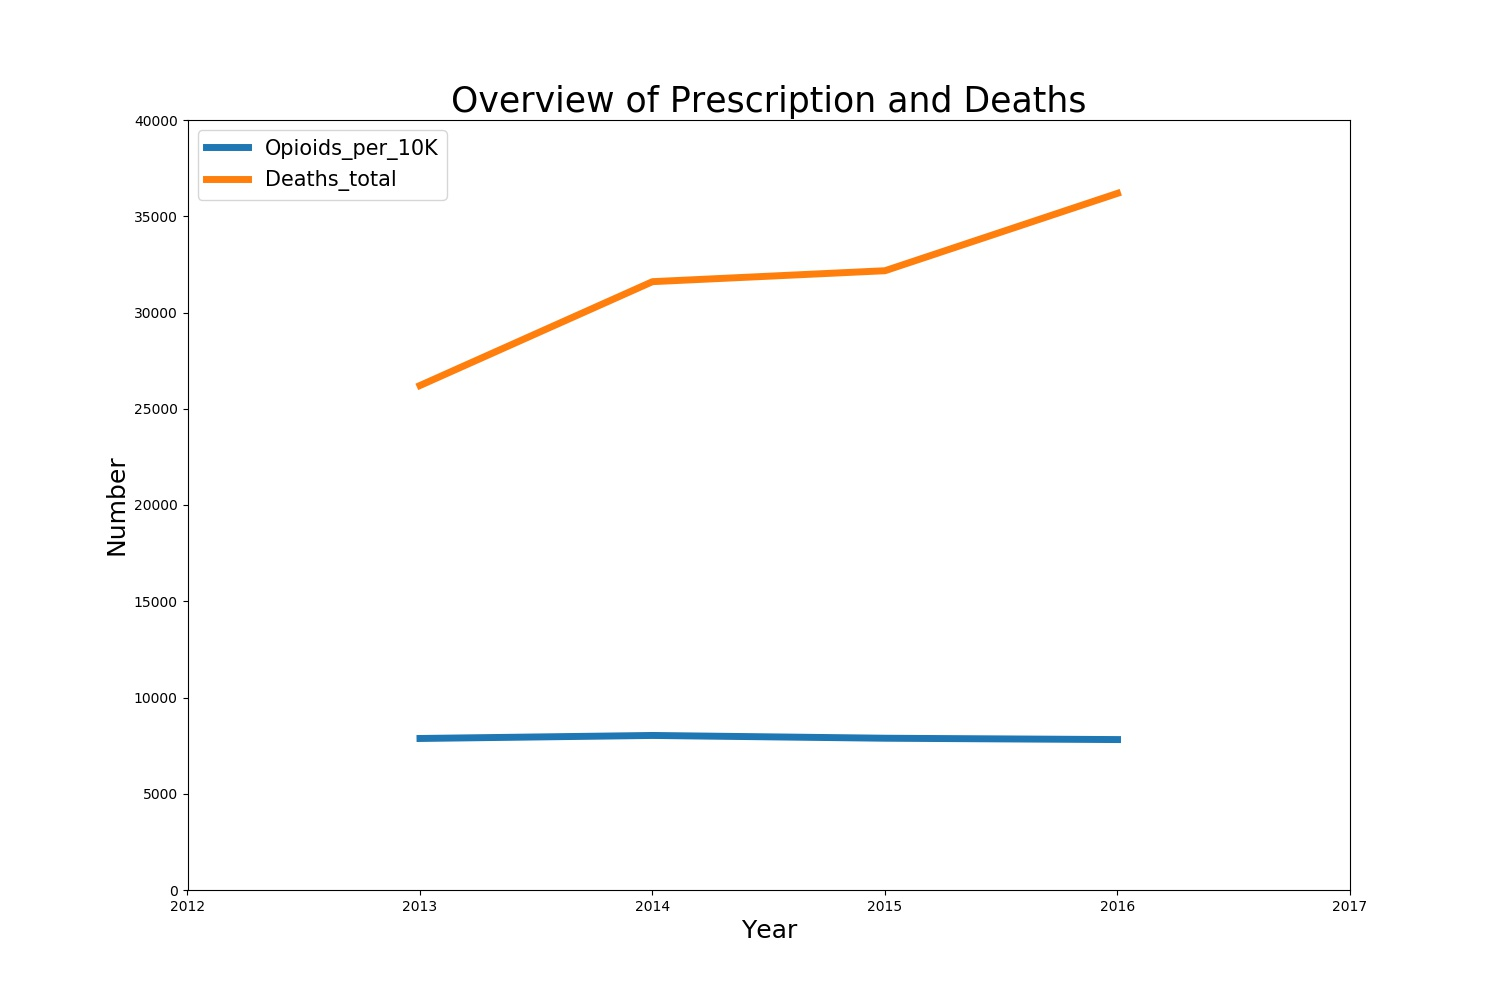 Overview of Prescription and Deaths
Opioids_per_10K
Deaths_total
40000
35000
30000
25000
20000
15000
10000
5000
0
Number
2012 2013 2014 2015 2016 2017
Year